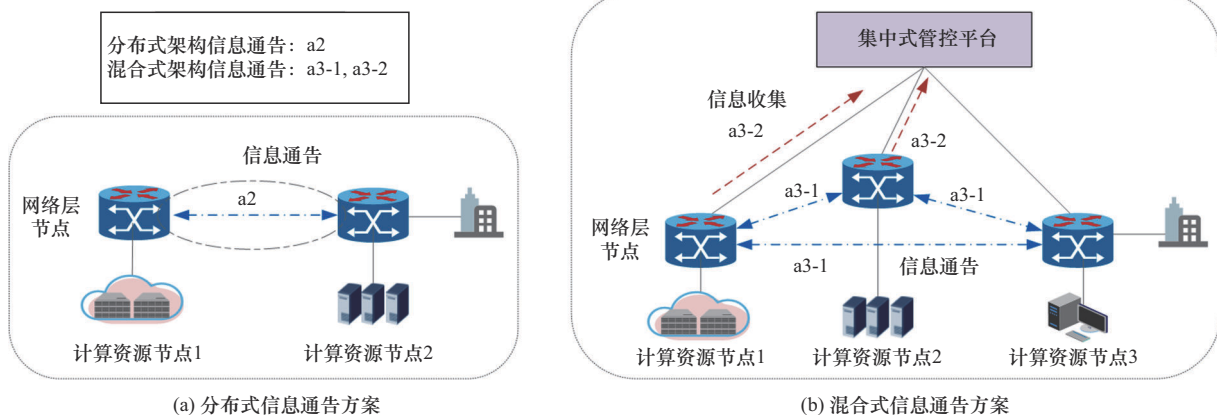 分布式架构信息通告：a2
混合式架构信息通告：a3-1, a3-2
信息通告
a2
网络层
节点
计算资源节点1
计算资源节点2
(a) 分布式信息通告方案
集中式管控平台
信息收集
a3-2
a3-2
a3-1
a3-1
网络层
节点
a3-1
信息通告
计算资源节点1
计算资源节点2
计算资源节点3
(b) 混合式信息通告方案